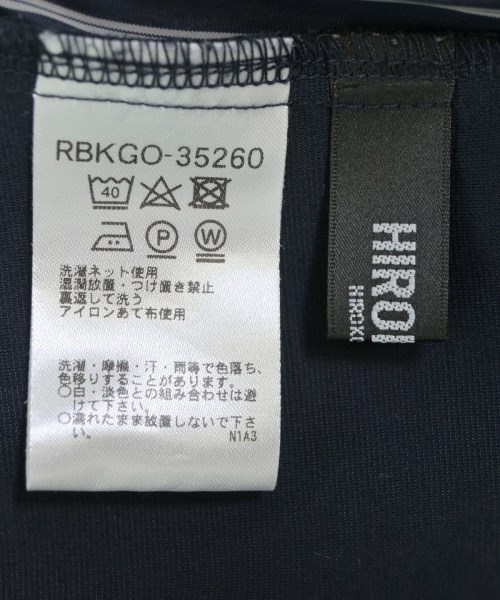 RBKGO-35260
40
P
W
洗濯ネット使用
湿潤放置・つけ置き禁止
裏返して洗う
アイロンあて布使用
洗濯・摩擦・汗・雨等で色落ち、
色移りすることがあります。
○白・淡色との組み合わせは避
けて下さい。
○濡れたまま放置しないで下さ
い。
N1A3
HIROK
HIROKO